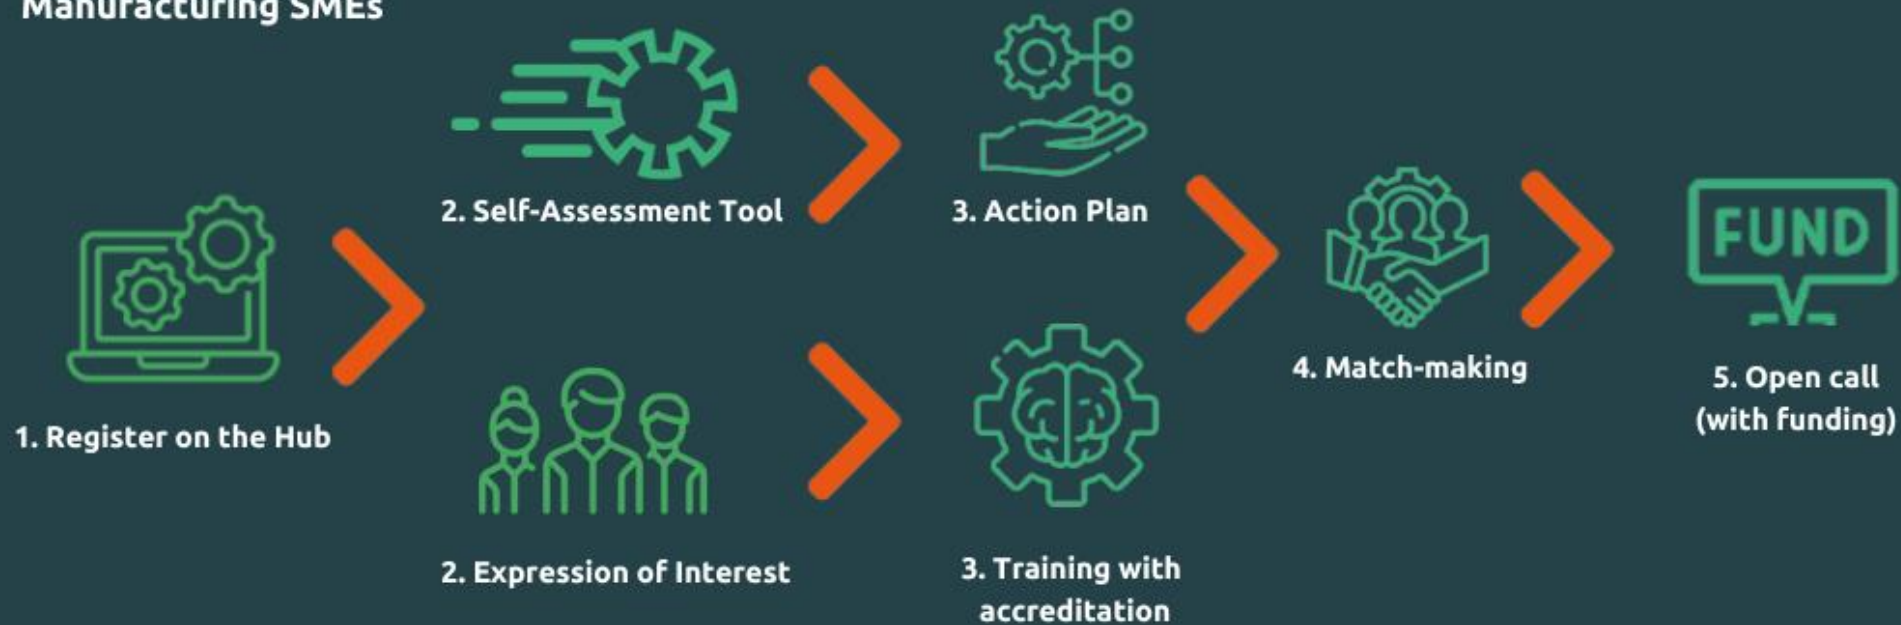 Manufacturing SMEs
1. Register on the Hub
2. Self-Assessment Tool
3. Action Plan
2. Expression of Interest
3. Training with
accreditation
4. Match-making
FUND
5. Open call
(with funding)